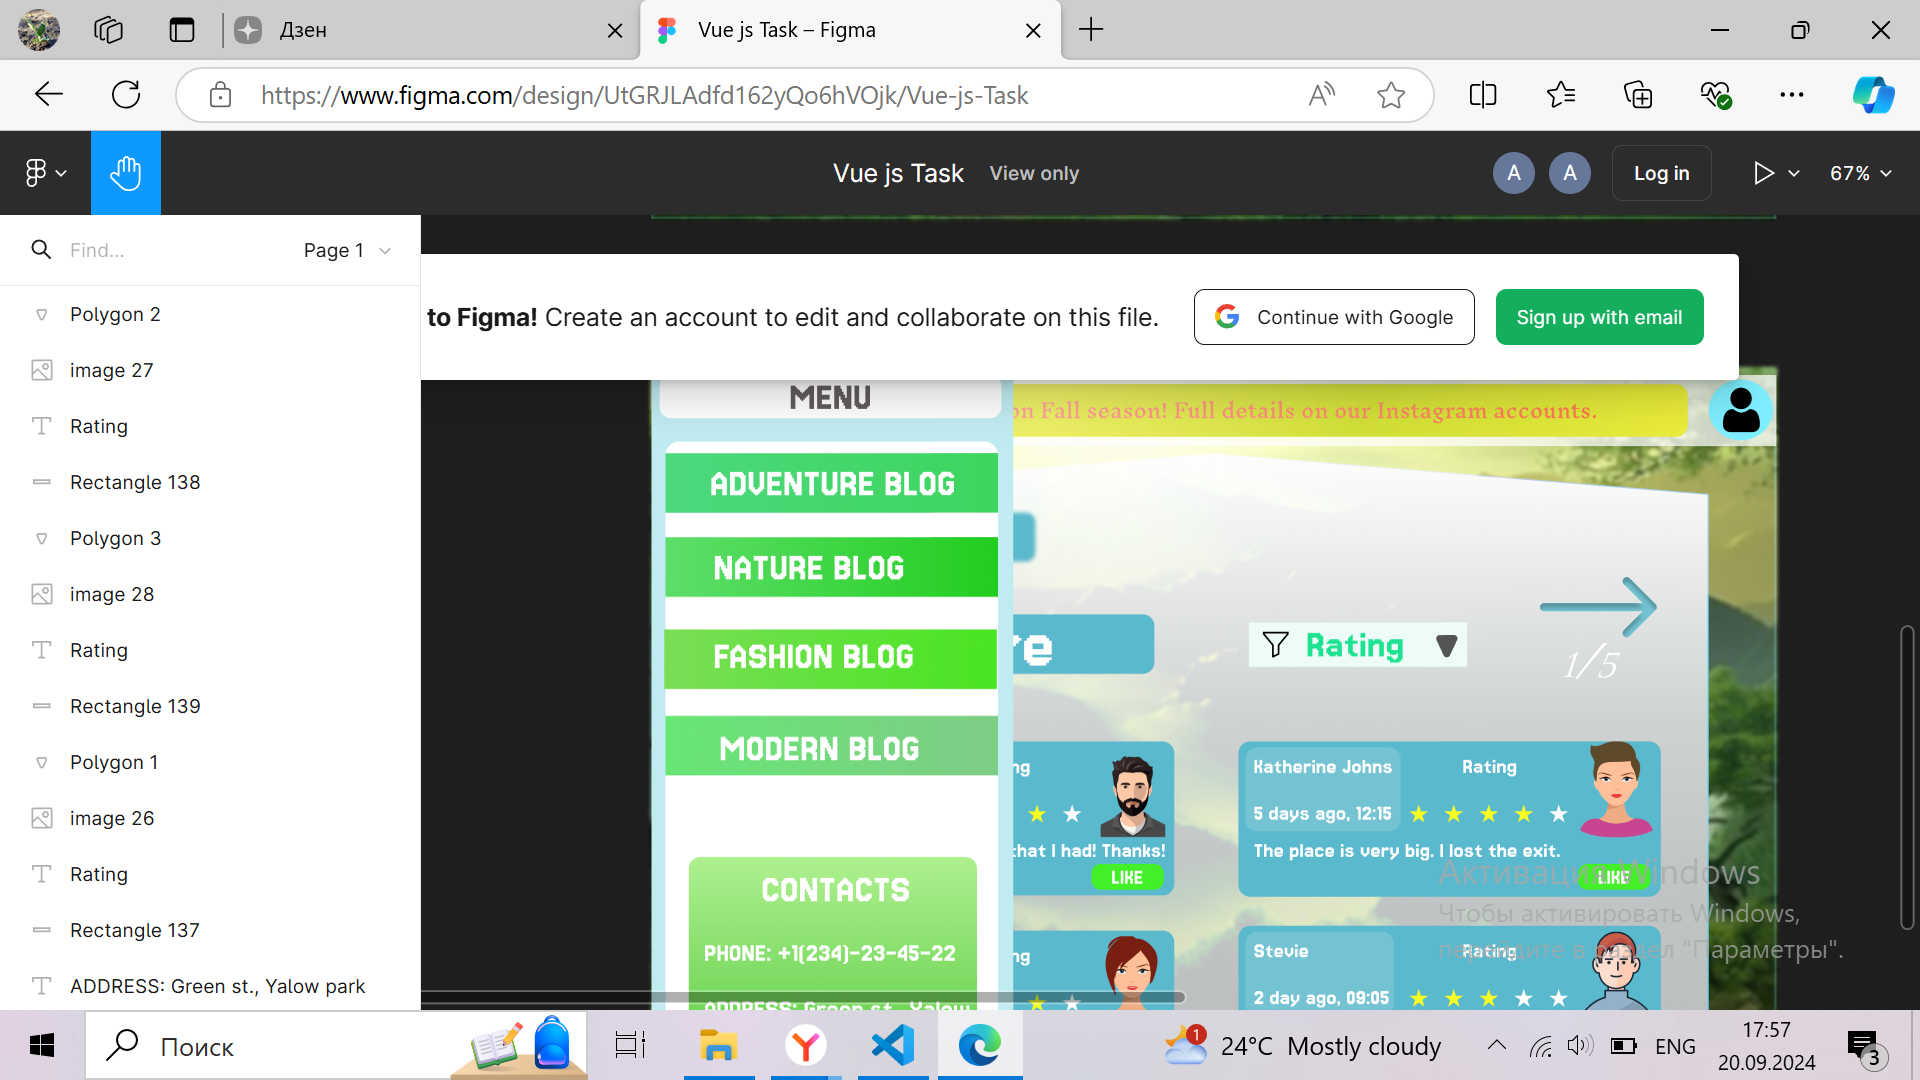 Дзен
Vue js Task – Figma
https://www.figma.com/design/UtGRJLAdfd162yQo6hVOjk/Vue-js-Task
Vue js Task View only
A A Log in 67%
Find... Page 1
Polygon 2
image 27
Rating
Rectangle 138
Polygon 3
image 28
Rating
Rectangle 139
Polygon 1
image 26
Rating
Rectangle 137
ADDRESS: Green st., Yalow park
to Figma! Create an account to edit and collaborate on this file.
Continue with Google
Sign up with email
MENU
on Fall season! Full details on our Instagram accounts.
ADVENTURE BLOG
NATURE BLOG
FASHION BLOG
MODERN BLOG
re
Rating
1/5
CONTACTS
PHONE: +1(234)-23-45-22
ADDRESS: Green st., Yalow
ng
that I had! Thanks!
LIKE
Katherine Johns Rating
5 days ago, 12:15
The place is very big. I lost the exit.
LIKE
ng
Stevie Rating
2 day ago, 09:05
Активация Windows
Чтобы активировать Windows,
перейдите в раздел "Параметры".
Поиск
1
24°C Mostly cloudy
ENG
17:57
20.09.2024
3